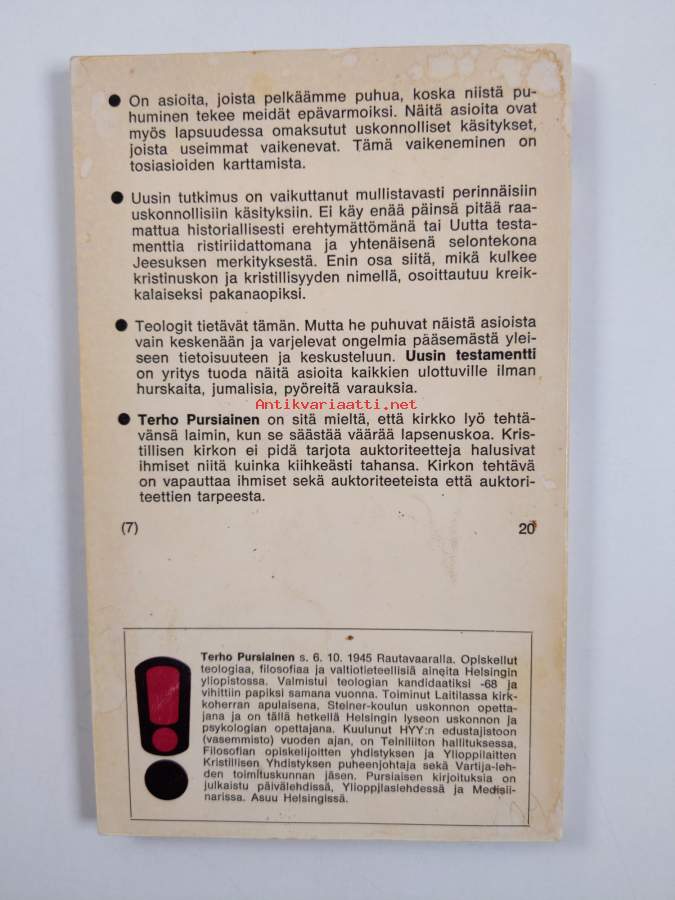 ● On asioita, joista pelkäämme puhua, koska niistä pu-
huminen tekee meidät epävarmoiksi. Näitä asioita ovat
myös lapsuudessa omaksutut uskonnolliset käsitykset,
joista useimmat vaikenevat. Tämä vaikeneminen on
tosiasioiden karttamista.
● Uusin tutkimus on vaikuttanut mullistavasti perinnäisiin
uskonnollisiin käsityksiin. Ei käy enää päinsä pitää raa-
mattua historiallisesti erehtymättömänä tai Uutta testa-
menttia ristiriidattomana ja yhtenäisenä selontekona
Jeesuksen merkityksestä. Enin osa siitä, mikä kulkee
kristinuskon ja kristillisyyden nimellä, osoittautuu kreik-
kalaiseksi pakanaopiksi.
● Teologit tietävät tämän. Mutta he puhuvat näistä asioista
vain keskenään ja varjelevat ongelmia pääsemästä ylei-
seen tietoisuuteen ja keskusteluun. Uusin testamentti
on yritys tuoda näitä asioita kaikkien ulottuville ilman
hurskaita, jumalisia, pyöreitä varauksia.
Antikvariaatti.net
● Terho Pursiainen on sitä mieltä, että kirkko lyö tehtä-
vänsä laimin, kun se säästää väärää lapsenuskoa. Kris-
tillisen kirkon ei pidä tarjota auktoriteetteja halusivat
ihmiset niitä kuinka kiihkeästi tahansa. Kirkon tehtävä
on vapauttaa ihmiset sekä auktoriteeteista että auktori-
teettien tarpeesta.
(7) 20
Terho Pursiainen s. 6. 10. 1945 Rautavaaralla. Opiskellut
teologiaa, filosofiaa ja valtiotieteellisiä aineita Helsingin
yliopistossa. Valmistui teologian kandidaatiksi -68 ja
vihittiin papiksi samana vuonna. Toiminut Laitilassa kirk-
koherran apulaisena, Steiner-koulun uskonnon opetta-
jana ja on tällä hetkellä Helsingin lyseon uskonnon ja
psykologian opettajana. Kuulunut HYY:n edustajistoon
(vasemmisto) vuoden ajan, on Teiniliiton hallituksessa,
Filosofian opiskelijoitten yhdistyksen ja Ylioppilaitten
Kristillisen Yhdistyksen puheenjohtaja sekä Vartija-leh-
den toimituskunnan jäsen. Pursiaisen kirjoituksia on
julkaistu päivälehdissä, Ylioppilaslehdessä ja Medisii-
narissa. Asuu Helsingissä.